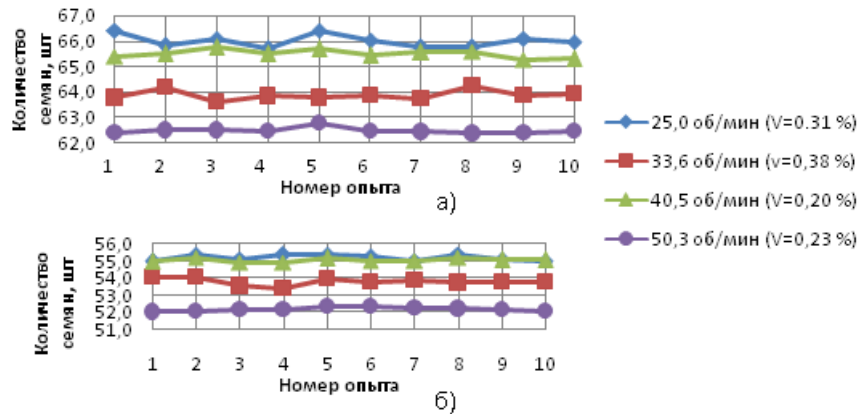 67,0
66,0
65,0
64,0
63,0
62,0
Количество
семян, шт
1 2 3 4 5 6 7 8 9 10
Номер опыта
а)
25,0 об/мин (V=0.31 %)
33,6 об/мин (v=0,38 %)
40,5 об/мин (V=0,20 %)
50,3 об/мин (V=0,23 %)
56,0
55,0
54,0
53,0
52,0
51,0
Количество
семян, шт
1 2 3 4 5 6 7 8 9 10
Номер опыта
б)